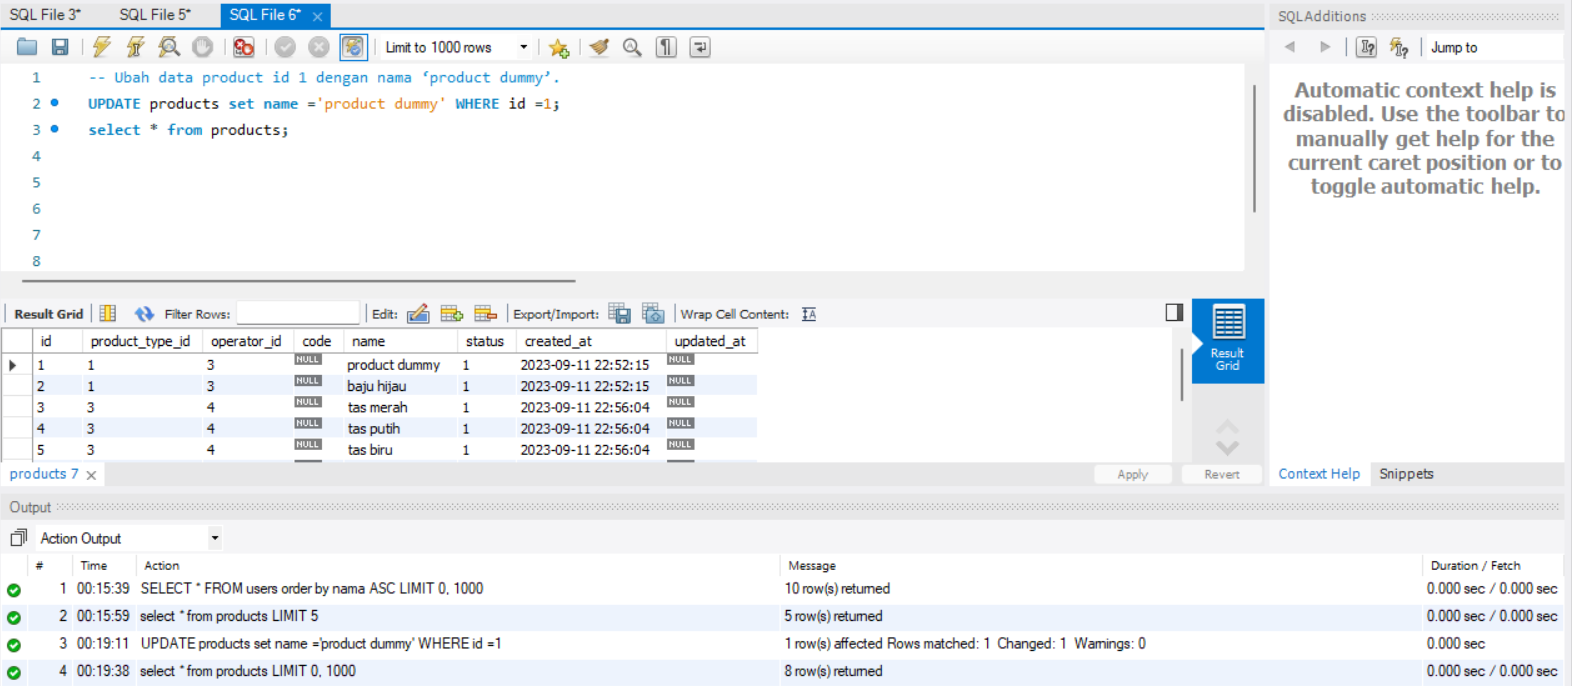 SQL File 3* SQL File 5* SQL File 6* ×
Limit to 1000 rows
1 -- Ubah data product id 1 dengan nama ‘product dummy’.
2 UPDATE products set name ='product dummy' WHERE id =1;
3 select * from products;
4
5
6
7
8
SQLAdditions
Jump to
Automatic context help is
disabled. Use the toolbar to
manually get help for the
current caret position or to
toggle automatic help.
Result Grid Filter Rows: Edit: Export/Import: Wrap Cell Content: IA
id product_type_id operator_id code name status created_at updated_at
1 1 3 NULL product dummy 1 2023-09-11 22:52:15 NULL
2 1 3 NULL baju hijau 1 2023-09-11 22:52:15 NULL
3 3 4 NULL tas merah 1 2023-09-11 22:56:04 NULL
4 3 4 NULL tas putih 1 2023-09-11 22:56:04 NULL
5 3 4 NULL tas biru 1 2023-09-11 22:56:04 NULL
Result
Grid
products 7 × Apply Revert
Context Help Snippets
Output
Action Output
# Time Action Message Duration / Fetch
1 00:15:39 SELECT * FROM users order by nama ASC LIMIT 0, 1000 10 row(s) returned 0.000 sec / 0.000 sec
2 00:15:59 select * from products LIMIT 5 5 row(s) returned 0.000 sec / 0.000 sec
3 00:19:11 UPDATE products set name ='product dummy' WHERE id =1 1 row(s) affected Rows matched: 1 Changed: 1 Warnings: 0 0.000 sec
4 00:19:38 select * from products LIMIT 0, 1000 8 row(s) returned 0.000 sec / 0.000 sec